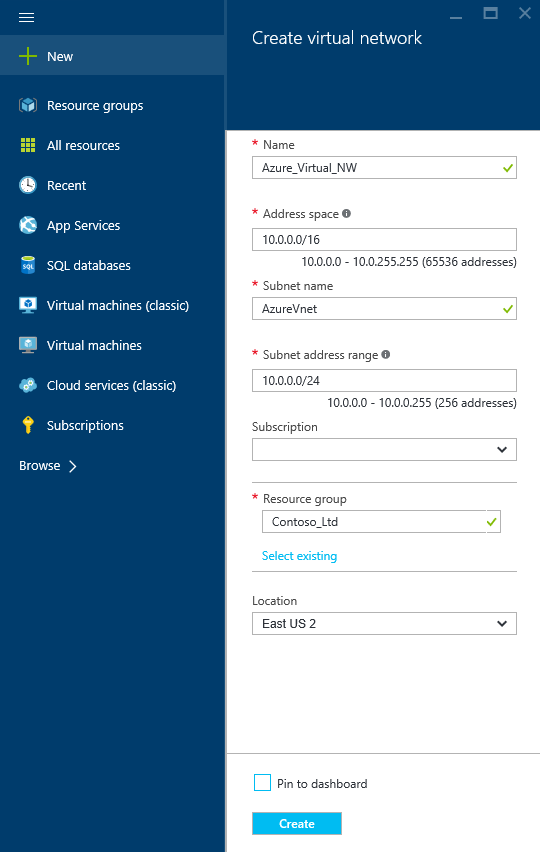 New
Resource groups
All resources
Recent
App Services
SQL databases
Virtual machines (classic)
Virtual machines
Cloud services (classic)
Subscriptions
Browse
Create virtual network
* Name
Azure_Virtual_NW
* Address space
10.0.0.0/16
10.0.0.0 - 10.0.255.255 (65536 addresses)
* Subnet name
AzureVnet
* Subnet address range
10.0.0.0/24
10.0.0.0 - 10.0.0.255 (256 addresses)
Subscription
* Resource group
Contoso_Ltd
Select existing
Location
East US 2
Pin to dashboard
Create